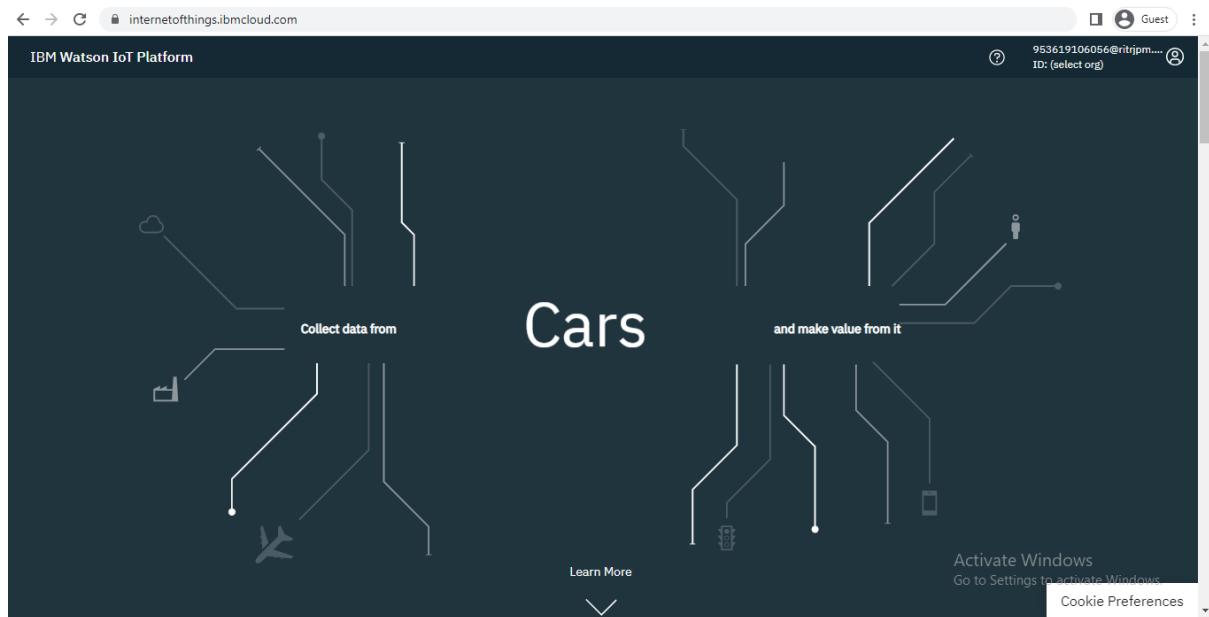 internetofthings.ibmcloud.com
Guest
IBM Watson IoT Platform
953619106056@ritrjpm....
ID: (select org)
Collect data from
Cars
and make value from it
Learn More
Activate Windows
Go to Settings to activate Windows.
Cookie Preferences